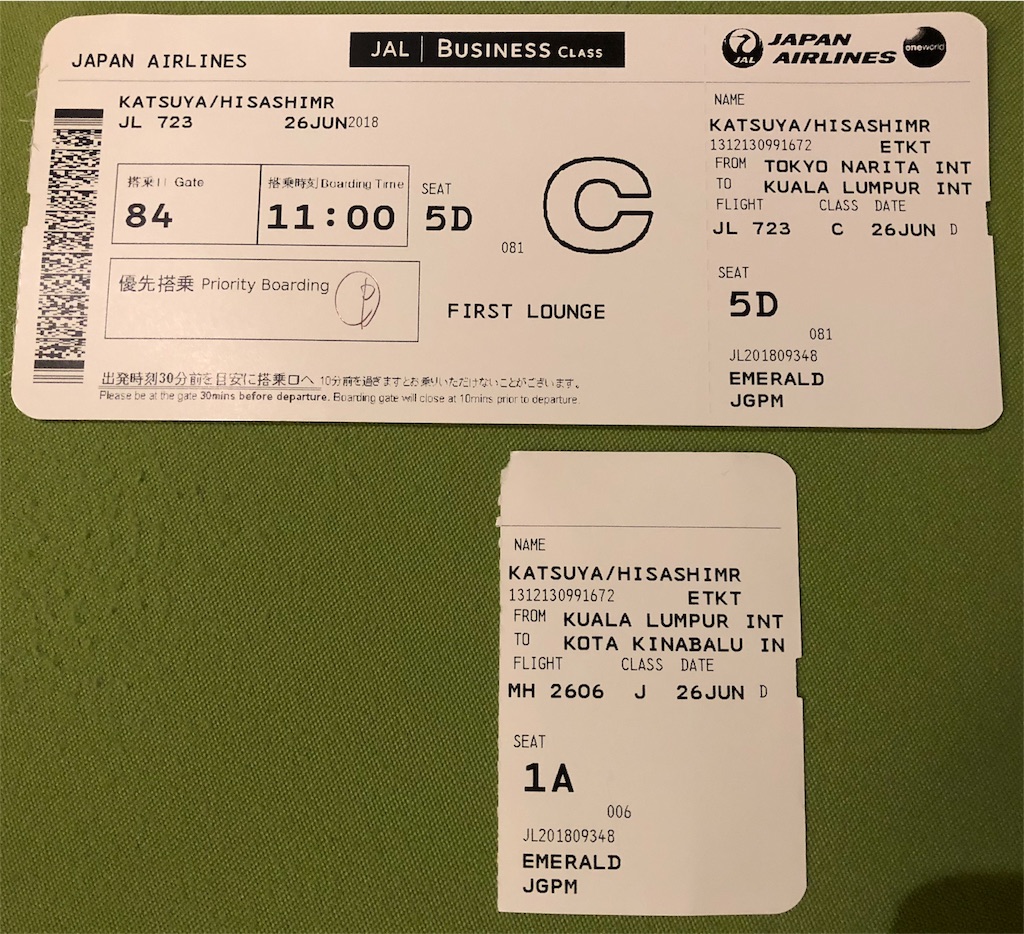 JAPAN AIRLINES
JAL | BUSINESS CLASS
KATSUYA/HISASHIMR
JL 723 26JUN2018
搭乗口 Gate
84
搭乗時刻 Boarding Time
11:00
SEAT
5D
081
C
優先搭乗 Priority Boarding
FIRST LOUNGE
出発時刻30分前を目安に搭乗口へ 10分前を過ぎますとお乗りいただけないことがございます。
Please be at the gate 30mins before departure. Boarding gate will close at 10mins prior to departure.
JAL
JAPAN
AIRLINES
oneworld
NAME
KATSUYA/HISASHIMR
1312130991672 ETKT
FROM TOKYO NARITA INT
TO KUALA LUMPUR INT
FLIGHT CLASS DATE
JL 723 C 26JUN D
SEAT
5D
081
JL201809348
EMERALD
JGPM
NAME
KATSUYA/HISASHIMR
1312130991672 ETKT
FROM KUALA LUMPUR INT
TO KOTA KINABALU IN
FLIGHT CLASS DATE
MH 2606 J 26JUN D
SEAT
1A
006
JL201809348
EMERALD
JGPM